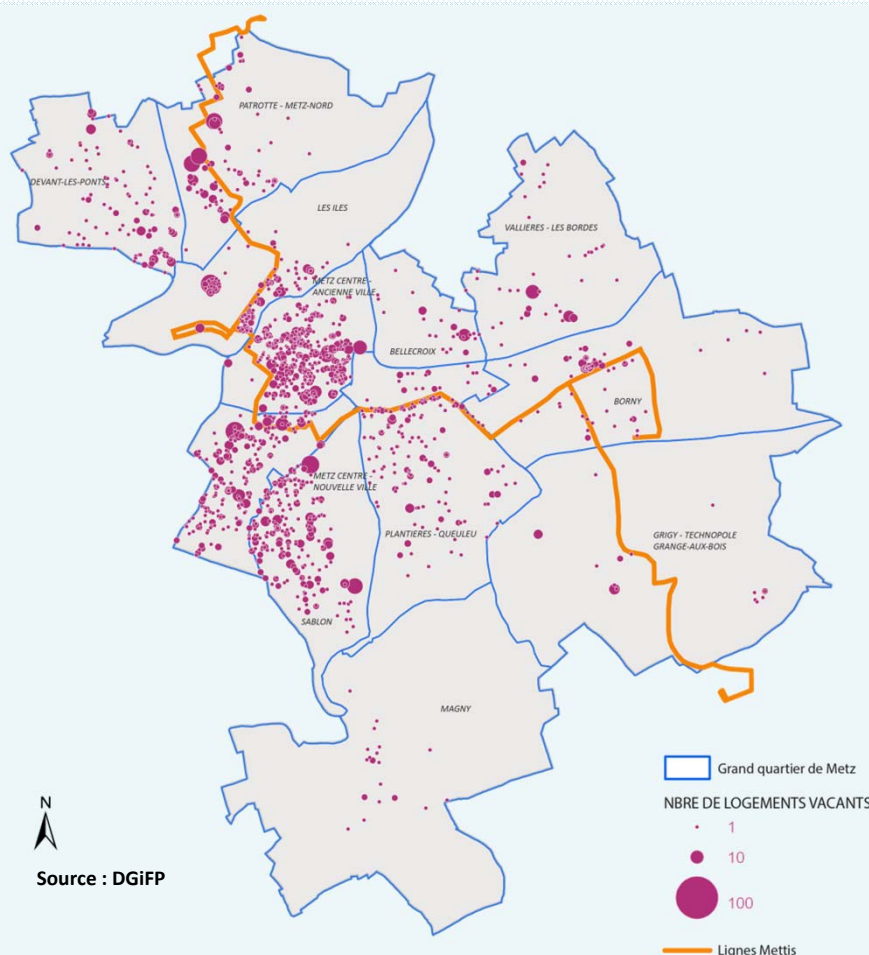 PATROTTE - METZ-NORD
DEVANT-LES-PONTS
LES ILES
VALLIERES - LES BORDES
METZ CENTRE -
ANCIENNE VILLE
BELLECROIX
BORNY
METZ CENTRE -
NOUVELLE VILLE
PLANTIERES - QUEULEU
GRIGY - TECHNOPOLE
GRANGE-AUX-BOIS
SABLON
MAGNY
Grand quartier de Metz
NBRE DE LOGEMENTS VACANTS
1
10
100
Lignes Mettis
N
Source : DGiFP